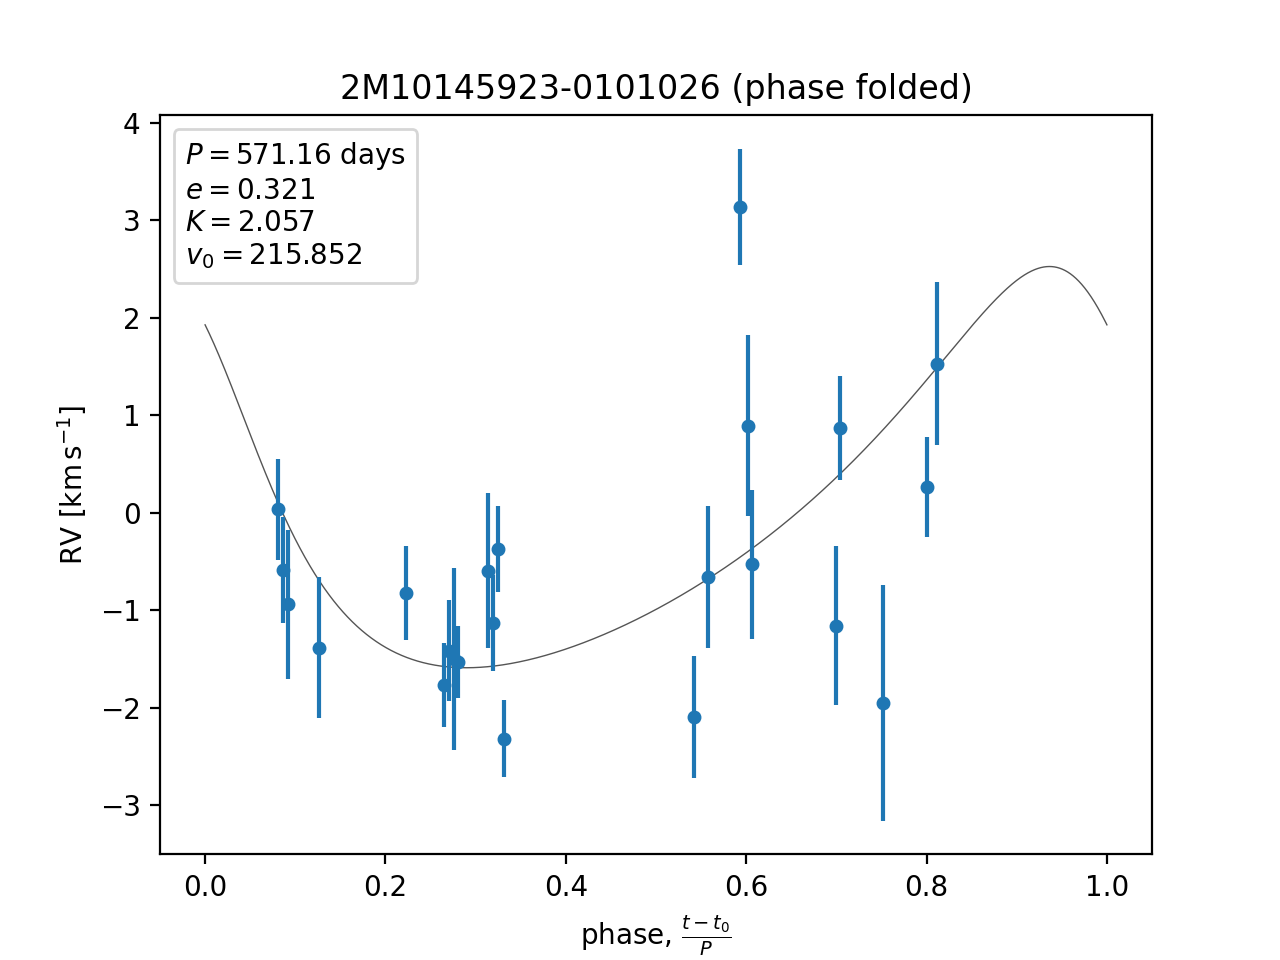 2M10145923-0101026 (phase folded)
P = 571.16 days
e = 0.321
K = 2.057
v₀ = 215.852
4
3
2
1
0
−1
−2
−3
RV [km s⁻¹]
0.0 0.2 0.4 0.6 0.8 1.0
phase, (t − t₀)/P